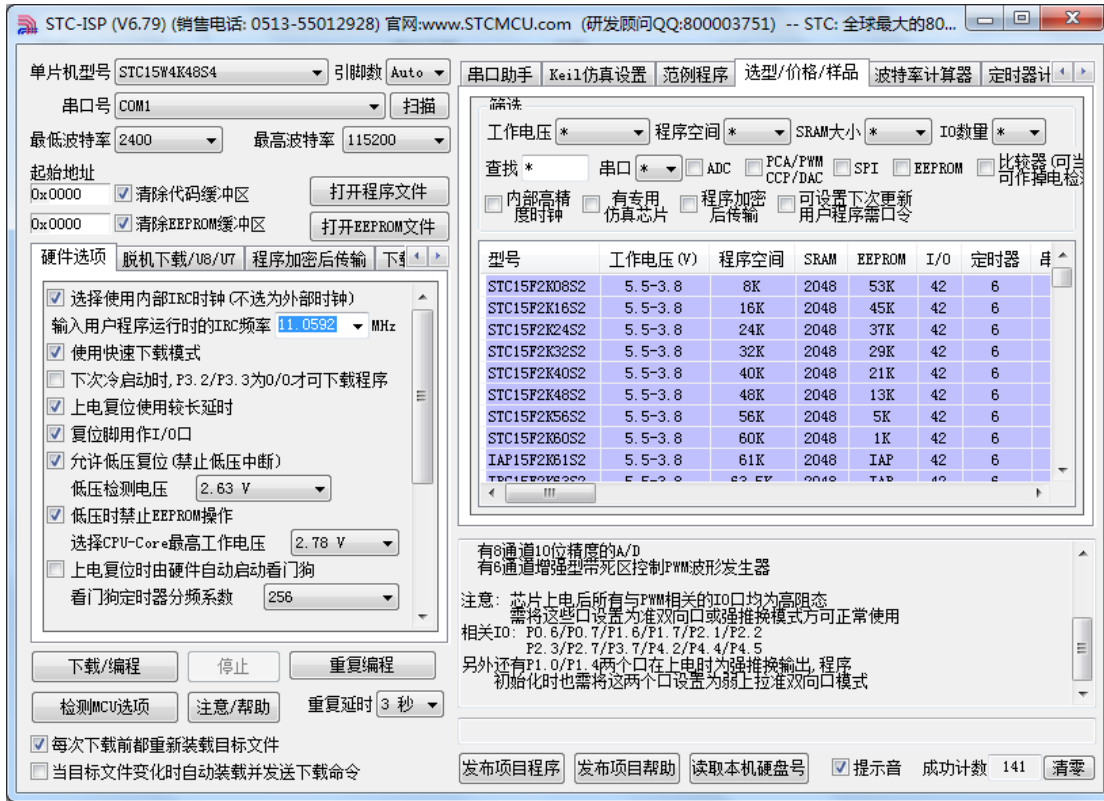 STC-ISP (V6.79) (销售电话: 0513-55012928) 官网:www.STCMCU.com (研发顾问QQ:800003751) -- STC: 全球最大的80...
单片机型号 STC15W4K48S4 引脚数 Auto
串口号 COM1 扫描
最低波特率 2400 最高波特率 115200
起始地址
0x0000 清除代码缓冲区 打开程序文件
0x0000 清除EEPROM缓冲区 打开EEPROM文件
硬件选项 脱机下载/U8/U7 程序加密后传输
选择使用内部IRC时钟(不选为外部时钟)
输入用户程序运行时的IRC频率 11.0592 MHz
使用快速下载模式
下次冷启动时,P3.2/P3.3为0/0才可下载程序
上电复位使用较长延时
复位脚用作I/O口
允许低压复位(禁止低压中断)
低压检测电压 2.63 V
低压时禁止EEPROM操作
选择CPU-Core最高工作电压 2.78 V
上电复位时由硬件自动启动看门狗
看门狗定时器分频系数 256
下载/编程 停止 重复编程
检测MCU选项 注意/帮助 重复延时 3 秒
每次下载前都重新装载目标文件
当目标文件变化时自动装载并发送下载命令
串口助手 Keil仿真设置 范例程序 选型/价格/样品 波特率计算器 定时器计
筛选
工作电压 * 程序空间 * SRAM大小 * IO数量 *
查找 * 串口 * ADC PCA/PWM CCP/DAC SPI EEPROM 比较器(可当 可作掉电检
内部高精度时钟 有专用仿真芯片 程序加密后传输 可设置下次更新用户程序需口令
型号 工作电压(V) 程序空间 SRAM EEPROM I/O 定时器 串
STC15F2K08S2 5.5-3.8 8K 2048 53K 42 6
STC15F2K16S2 5.5-3.8 16K 2048 45K 42 6
STC15F2K24S2 5.5-3.8 24K 2048 37K 42 6
STC15F2K32S2 5.5-3.8 32K 2048 29K 42 6
STC15F2K40S2 5.5-3.8 40K 2048 21K 42 6
STC15F2K48S2 5.5-3.8 48K 2048 13K 42 6
STC15F2K56S2 5.5-3.8 56K 2048 5K 42 6
STC15F2K60S2 5.5-3.8 60K 2048 1K 42 6
IAP15F2K61S2 5.5-3.8 61K 2048 IAP 42 6
有8通道10位精度的A/D
有6通道增强型带死区控制PWM波形发生器
注意: 芯片上电后所有与PWM相关的IO口均为高阻态
需将这些口设置为准双向口或强推挽模式方可正常使用
相关IO: P0.6/P0.7/P1.6/P1.7/P2.1/P2.2
P2.3/P2.7/P3.7/P4.2/P4.4/P4.5
另外还有P1.0/P1.4两个口在上电时为强推挽输出,程序
初始化时也需将这两个口设置为弱上拉准双向口模式
发布项目程序 发布项目帮助 读取本机硬盘号 提示音 成功计数 141 清零